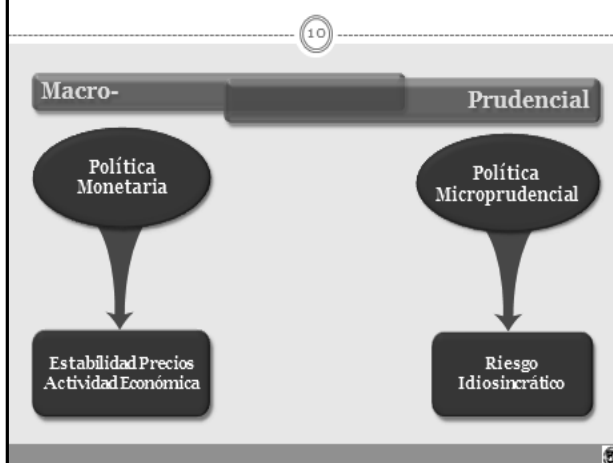 10
Macro-
Prudencial
Política
Monetaria
Política
Microprudencial
Estabilidad Precios
Actividad Económica
Riesgo
Idiosincrático